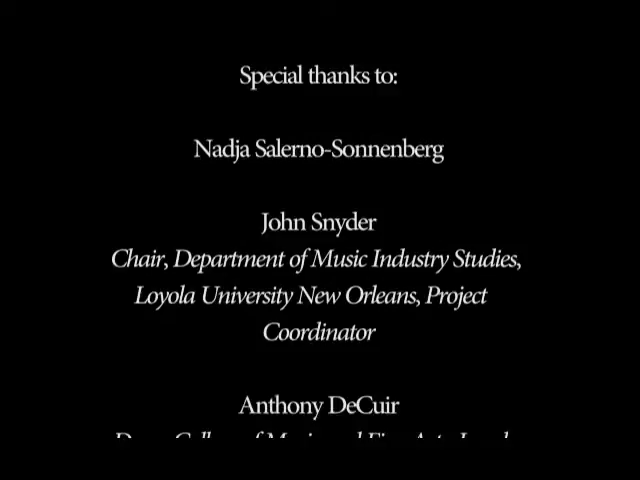 Special thanks to:
Nadja Salerno-Sonnenberg
John Snyder
Chair, Department of Music Industry Studies,
Loyola University New Orleans, Project
Coordinator
Anthony DeCuir